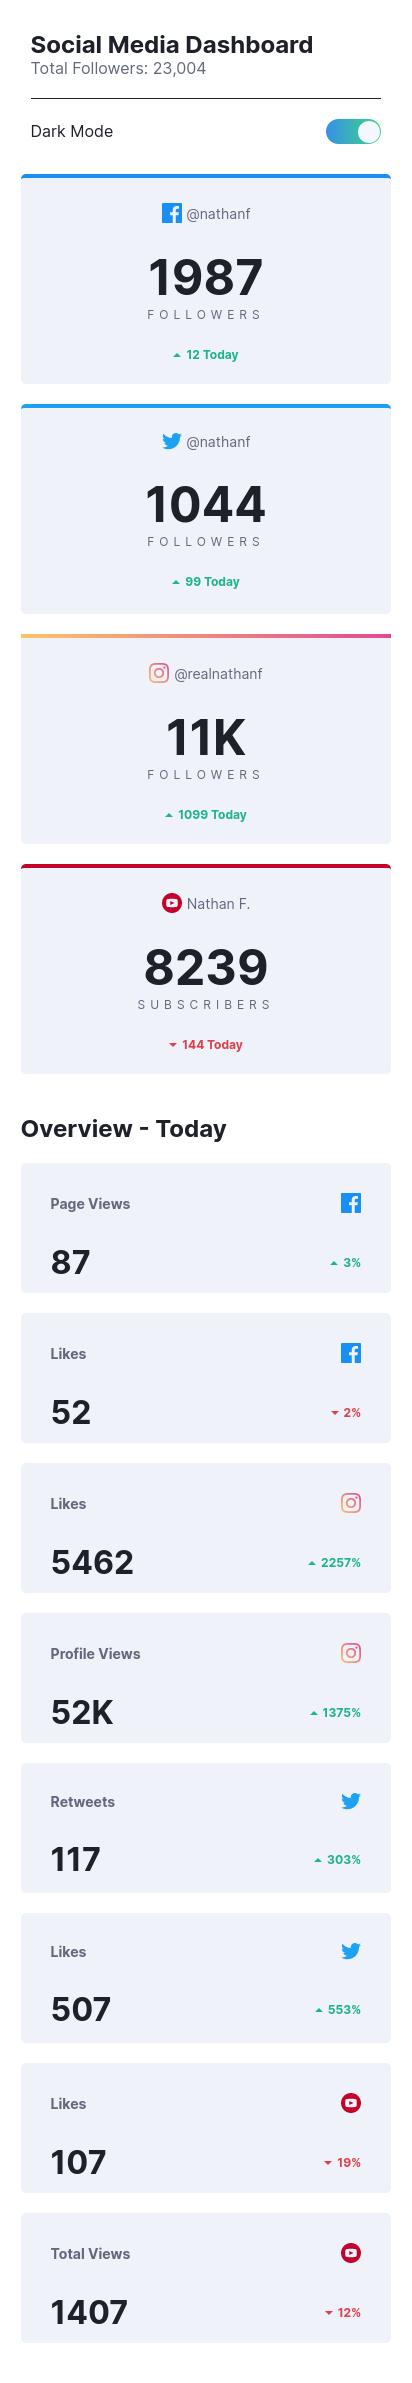 Social Media Dashboard
Total Followers: 23,004
Dark Mode
@nathanf
1987
FOLLOWERS
12 Today
@nathanf
1044
FOLLOWERS
99 Today
@realnathanf
11K
FOLLOWERS
1099 Today
Nathan F.
8239
SUBSCRIBERS
144 Today
Overview - Today
Page Views
87 3%
Likes
52 2%
Likes
5462 2257%
Profile Views
52K 1375%
Retweets
117 303%
Likes
507 553%
Likes
107 19%
Total Views
1407 12%